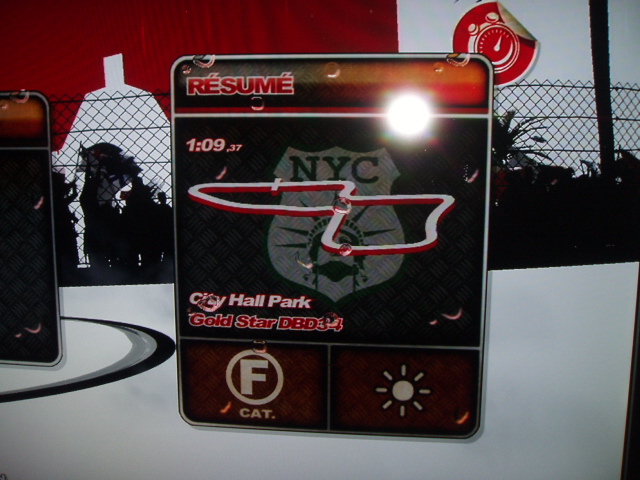 RÉSUMÉ
1:09,37
NYC
City Hall Park
Gold Star DBD34
F
CAT.